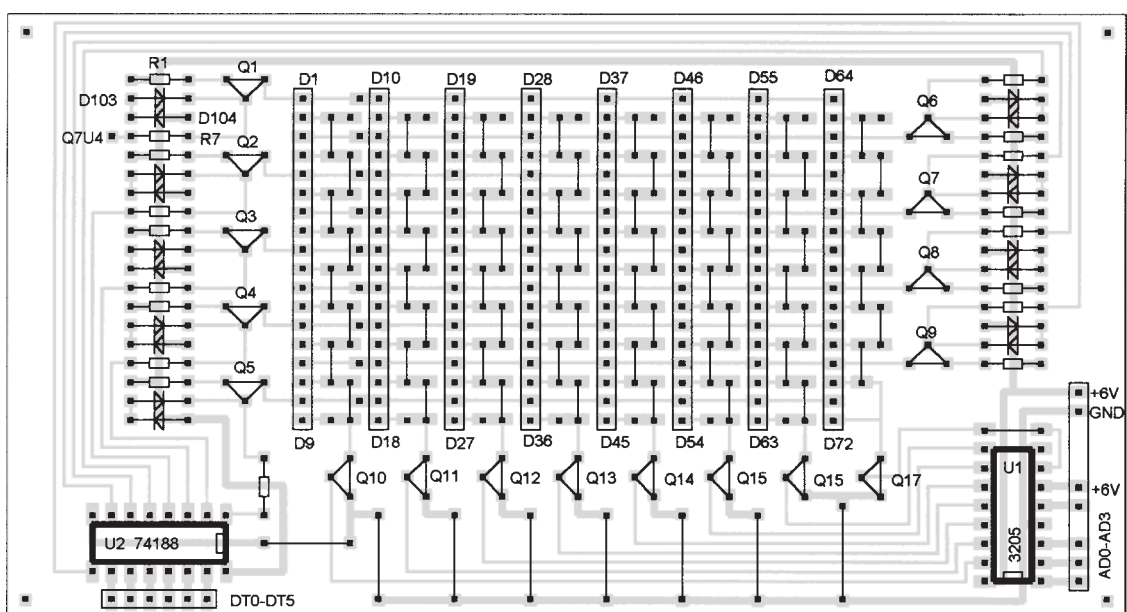 R1 Q1 D1 D10 D19 D28 D37 D46 D55 D64
D103
D104
Q7U4 R7 Q2
Q3
Q4
Q5
Q6
Q7
Q8
Q9
D9 D18 D27 D36 D45 D54 D63 D72
Q10 Q11 Q12 Q13 Q14 Q15 Q15 Q17
+6V
GND
U1
3205
+6V
AD0-AD3
U2 74188
DT0-DT5